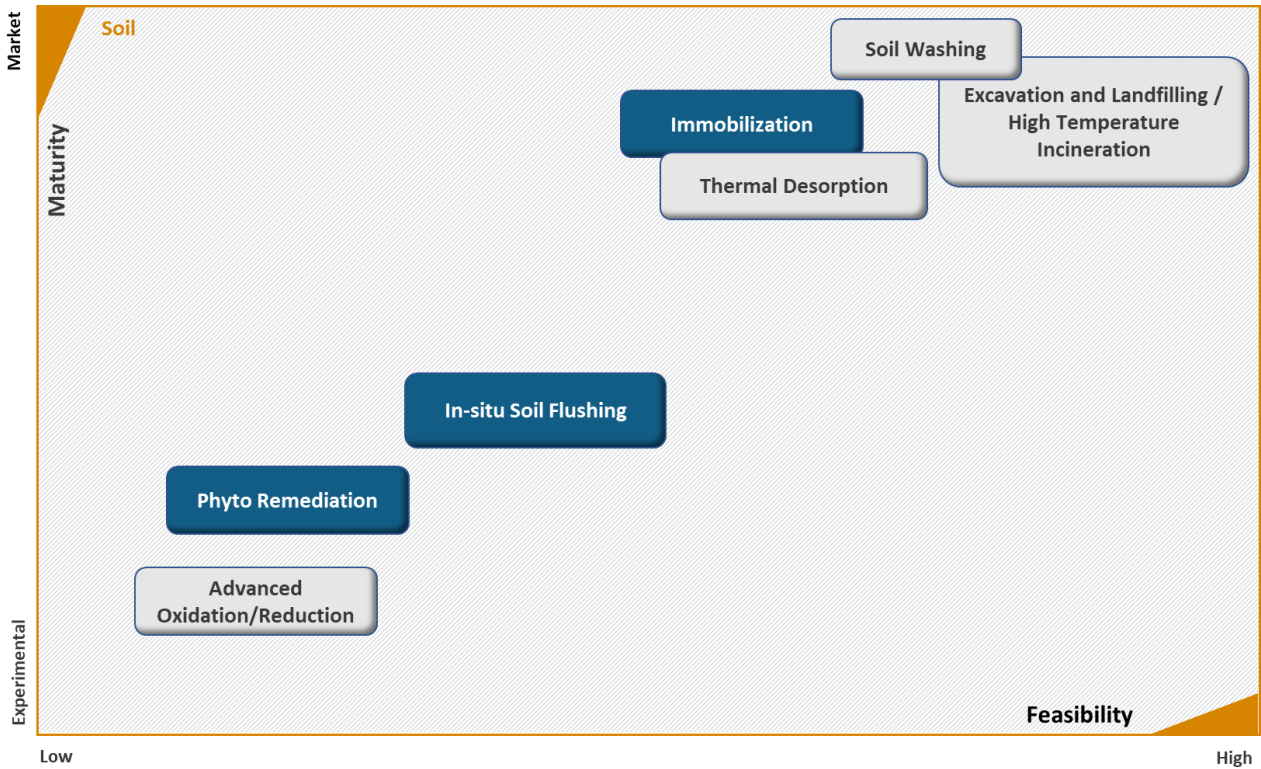 Market
Soil
Soil Washing
Excavation and Landfilling /
High Temperature
Incineration
Immobilization
Maturity
Thermal Desorption
In-situ Soil Flushing
Phyto Remediation
Advanced
Oxidation/Reduction
Experimental
Feasibility
Low
High